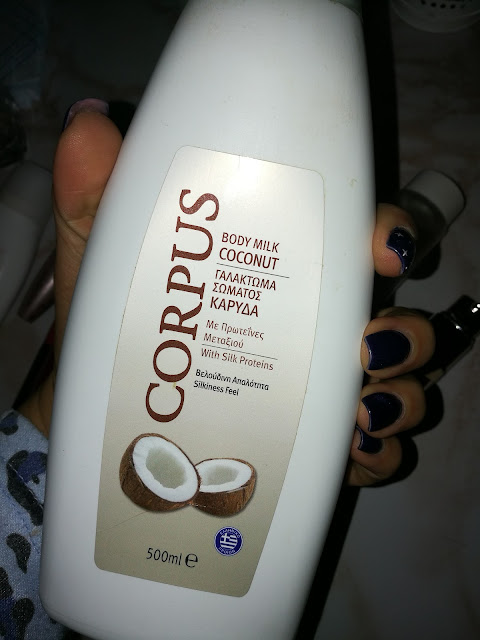 CORPUS
BODY MILK
COCONUT
ΓΑΛΑΚΤΩΜΑ
ΣΩΜΑΤΟΣ
ΚΑΡΥΔΑ
Με Πρωτεΐνες
Μεταξιού
With Silk Proteins
Βελούδινη Απαλότητα
Silkiness Feel
500ml e